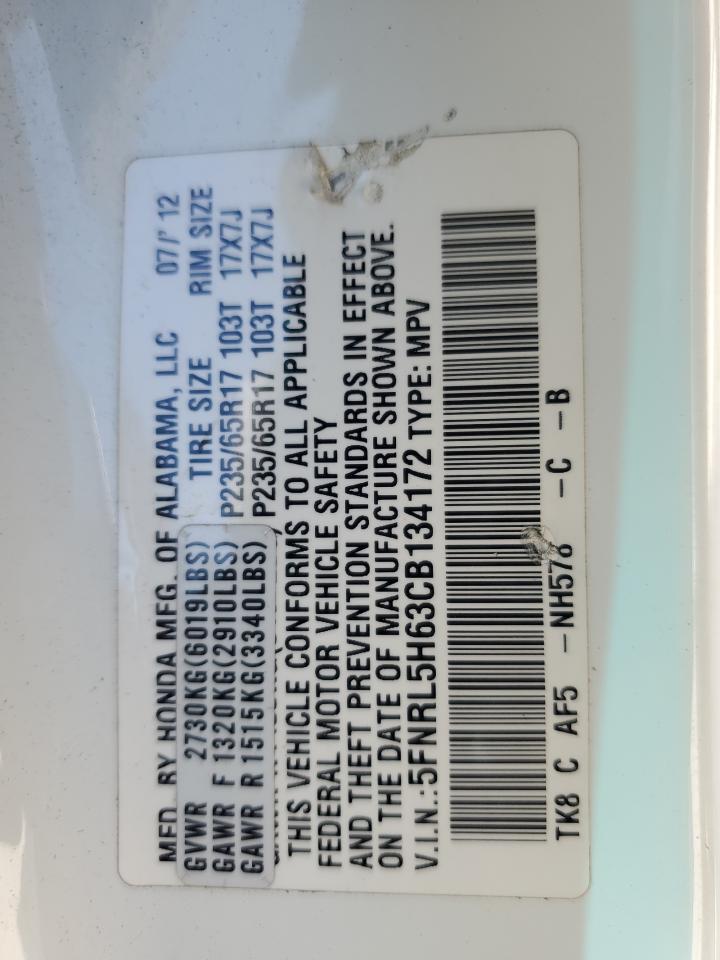 MFD. BY HONDA MFG. OF ALABAMA, LLC 07/'12
TIRE SIZE RIM SIZE
GVWR 2730KG(6019LBS)
GAWR F 1320KG(2910LBS) P235/65R17 103T 17X7J
GAWR R 1515KG(3340LBS) P235/65R17 103T 17X7J
THIS VEHICLE CONFORMS TO ALL APPLICABLE
FEDERAL MOTOR VEHICLE SAFETY
AND THEFT PREVENTION STANDARDS IN EFFECT
ON THE DATE OF MANUFACTURE SHOWN ABOVE.
V.I.N.:5FNRL5H63CB134172 TYPE: MPV
TK8 C AF5 -NH578 -C -B